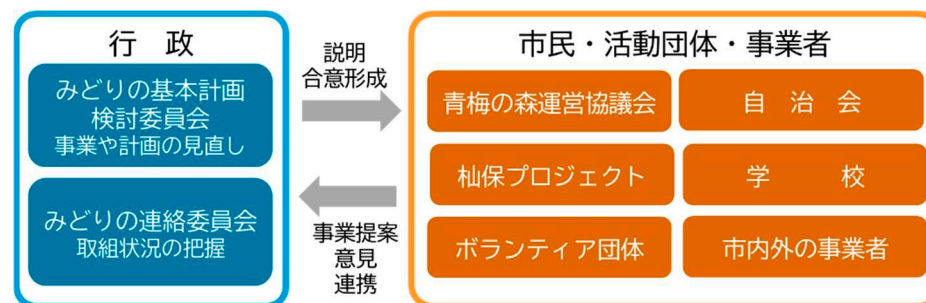 行　政
みどりの基本計画
検討委員会
事業や計画の見直し
みどりの連絡委員会
取組状況の把握
説明
合意形成
事業提案
意見
連携
市民・活動団体・事業者
青梅の森運営協議会
自　治　会
杣保プロジェクト
学　　校
ボランティア団体
市内外の事業者